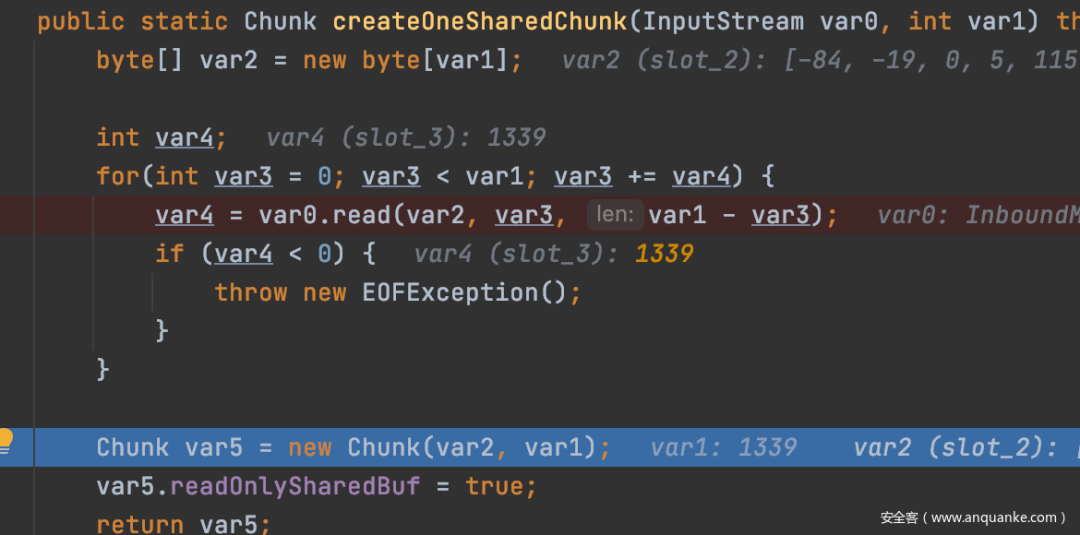 public static Chunk createOneSharedChunk(InputStream var0, int var1) th
byte[] var2 = new byte[var1]; var2 (slot_2): [-84, -19, 0, 5, 115
int var4; var4 (slot_3): 1339
for(int var3 = 0; var3 < var1; var3 += var4) {
var4 = var0.read(var2, var3, len: var1 - var3); var0: InboundM
if (var4 < 0) { var4 (slot_3): 1339
throw new EOFException();
}
}
Chunk var5 = new Chunk(var2, var1); var1: 1339 var2 (slot_2):
var5.readOnlySharedBuf = true;
return var5;
安全客（www.anquanke.com）